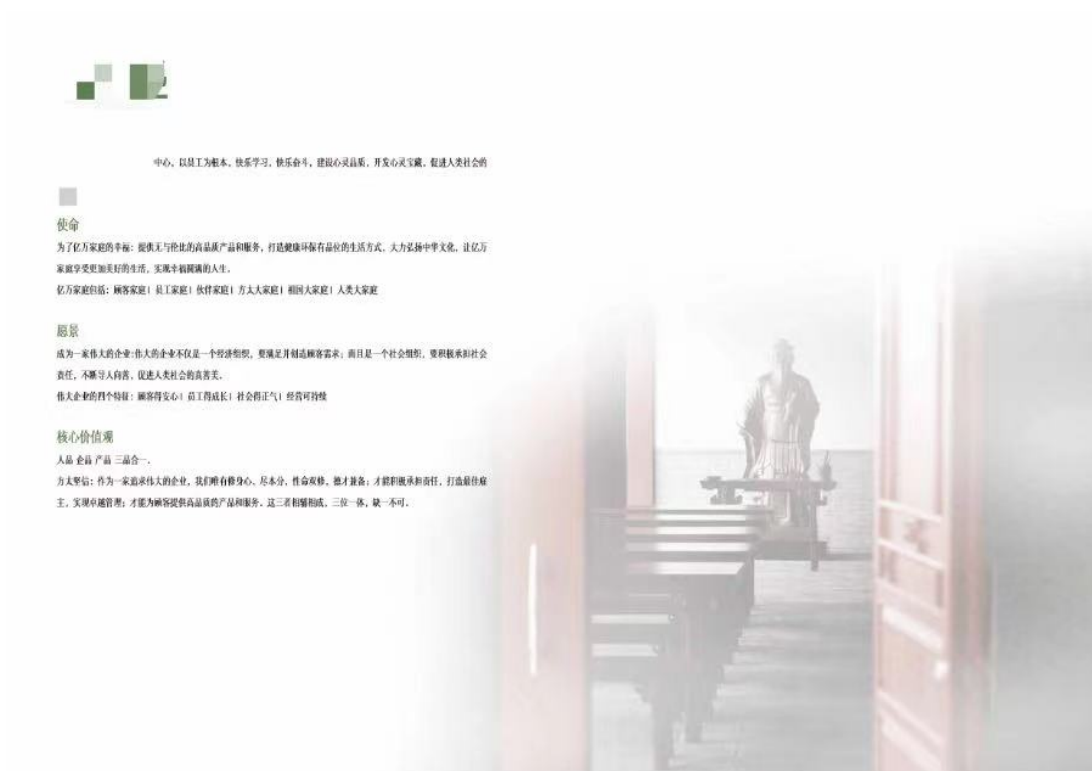 中心，以员工为根本，快乐学习，快乐奋斗，建设心灵品质，开发心灵宝藏，促进人类社会的
使命
为了亿万家庭的幸福：提供无与伦比的高品质产品和服务，打造健康环保有品位的生活方式，大力弘扬中华文化，让亿万
家庭享受更加美好的生活，实现幸福圆满的人生。
亿万家庭包括：顾客家庭| 员工家庭| 伙伴家庭| 方太大家庭| 祖国大家庭| 人类大家庭
愿景
成为一家伟大的企业:伟大的企业不仅是一个经济组织，要满足并创造顾客需求；而且是一个社会组织，要积极承担社会
责任，不断导人向善，促进人类社会的真善美。
伟大企业的四个特征：顾客得安心| 员工得成长| 社会得正气| 经营可持续
核心价值观
人品 企品 产品 三品合一。
方太坚信：作为一家追求伟大的企业，我们唯有修身心、尽本分，性命双修，德才兼备；才能积极承担责任，打造最佳雇
主，实现卓越管理；才能为顾客提供高品质的产品和服务。这三者相辅相成，三位一体，缺一不可。